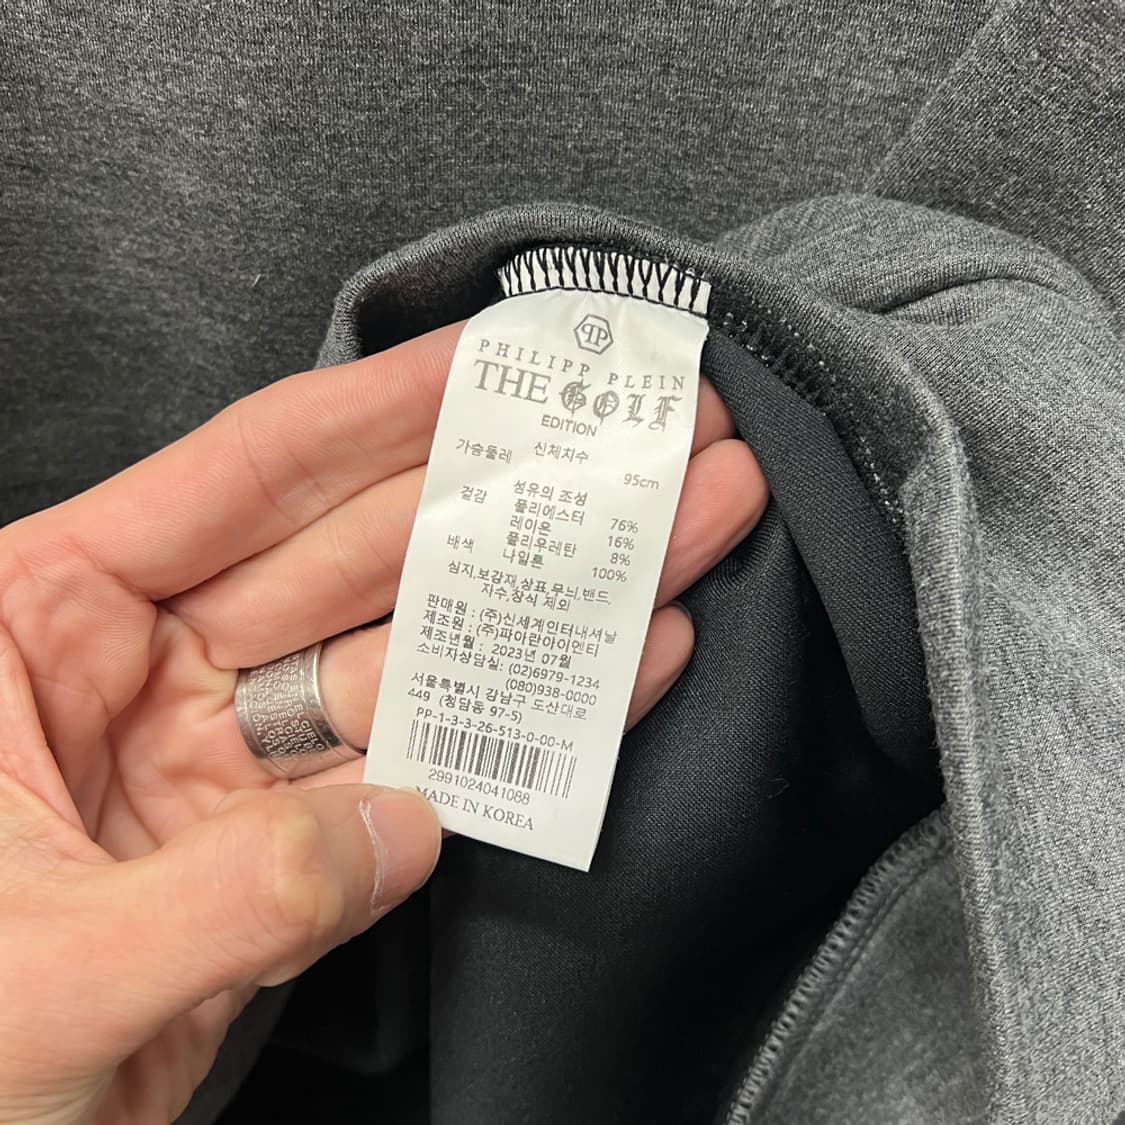 PHILIPP PLEIN
THE GOLF
EDITION
신체치수
가슴둘레 95cm
섬유의 조성
겉감 폴리에스터 76%
레이온 16%
폴리우레탄 8%
배색 나일론 100%
심지,보강재,상표,무늬,밴드,
자수,장식 제외
판매원 : (주)신세계인터내셔날
제조원 : (주)파아란아이엔티
제조년월 : 2023년 07월
소비자상담실: (02)6979-1234
(080)938-0000
서울특별시 강남구 도산대로
449 (청담동 97-5)
PP-1-3-3-26-513-0-00-M
2991024041088
MADE IN KOREA